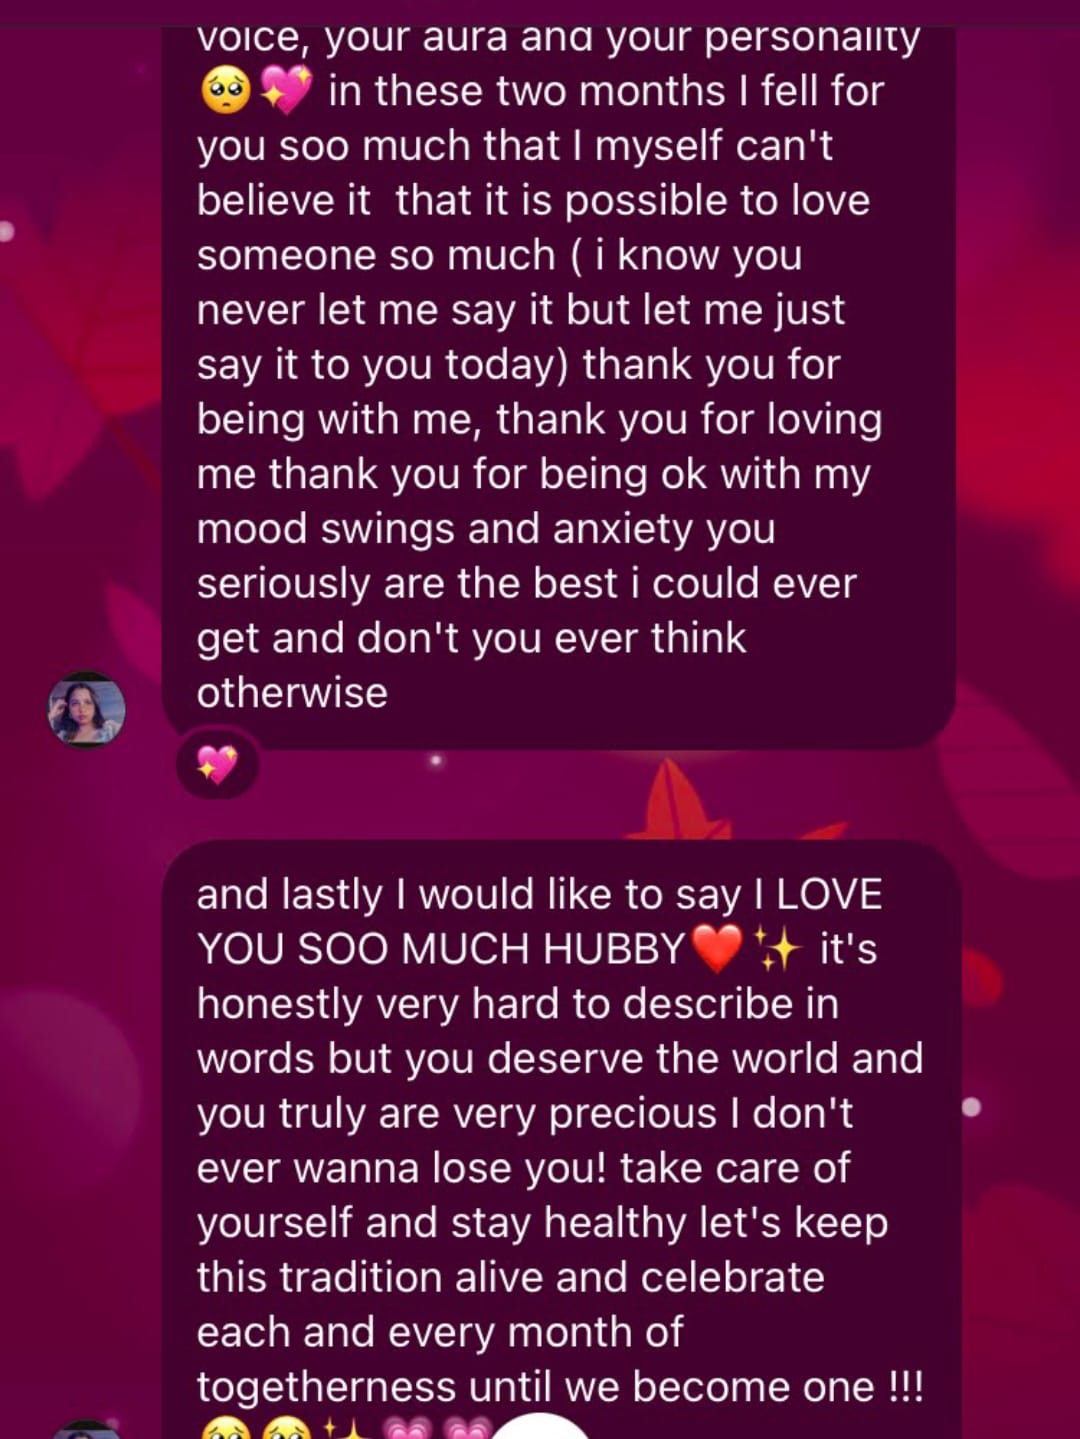 voice, your aura and your personality
🥺💖 in these two months I fell for
you soo much that I myself can't
believe it  that it is possible to love
someone so much ( i know you
never let me say it but let me just
say it to you today) thank you for
being with me, thank you for loving
me thank you for being ok with my
mood swings and anxiety you
seriously are the best i could ever
get and don't you ever think
otherwise
💖
and lastly I would like to say I LOVE
YOU SOO MUCH HUBBY❤️✨ it's
honestly very hard to describe in
words but you deserve the world and
you truly are very precious I don't
ever wanna lose you! take care of
yourself and stay healthy let's keep
this tradition alive and celebrate
each and every month of
togetherness until we become one !!!
🥺🥺✨💗💗